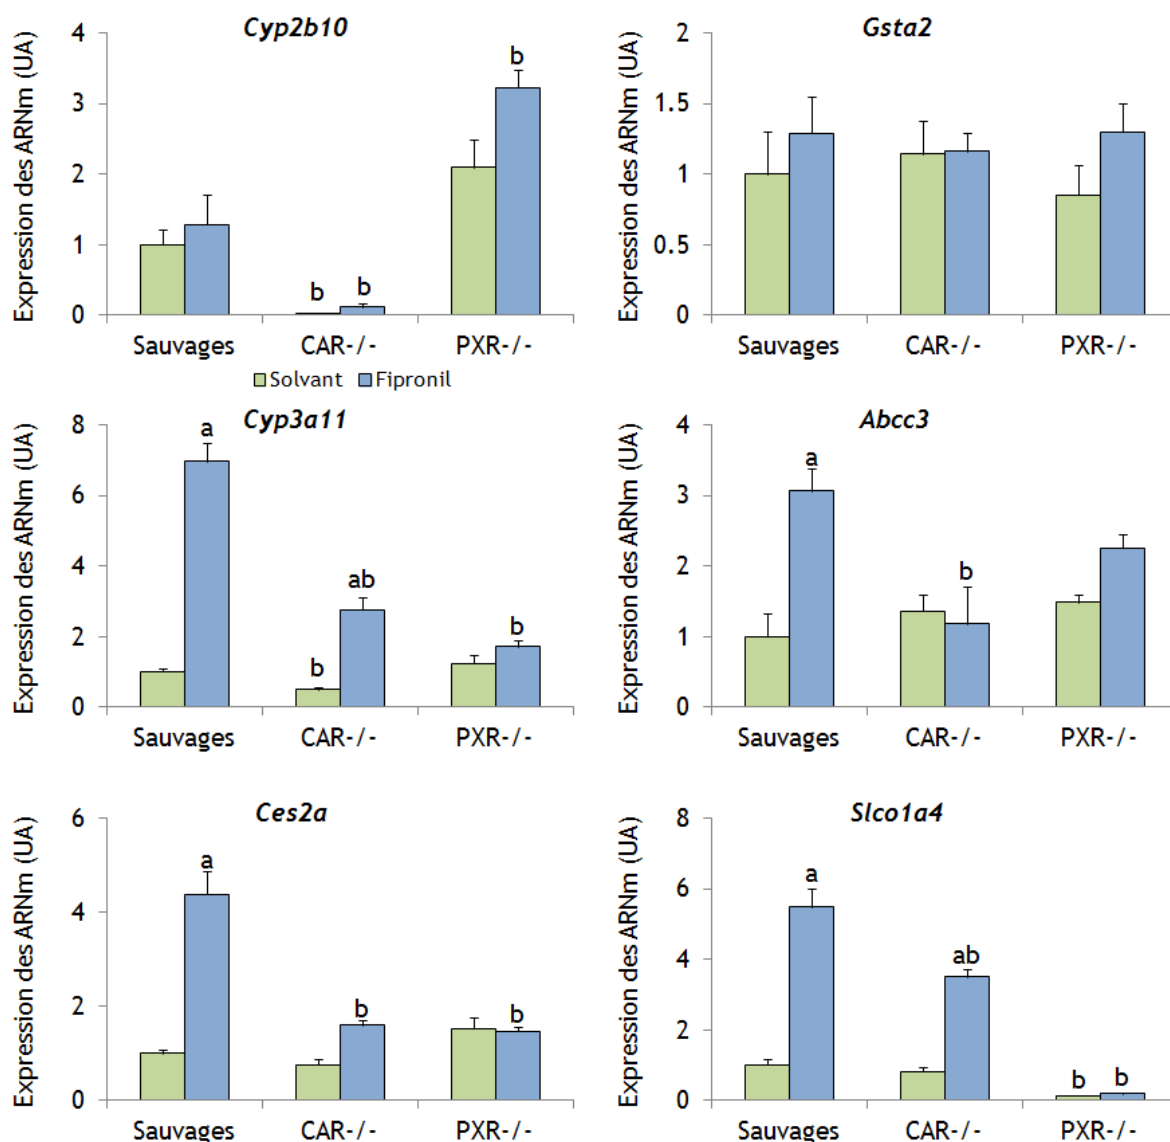 Cyp2b10
Expression des ARNm (UA)
4
3
2
1
0
b
b
b
Sauvages CAR-/- PXR-/-
Gsta2
Expression des ARNm (UA)
2
1.5
1
0.5
0
Sauvages CAR-/- PXR-/-
Solvant Fipronil
Cyp3a11
Expression des ARNm (UA)
8
6
4
2
0
a
b
ab
b
Sauvages CAR-/- PXR-/-
Abcc3
Expression des ARNm (UA)
4
3
2
1
0
a
b
Sauvages CAR-/- PXR-/-
Ces2a
Expression des ARNm (UA)
6
4
2
0
a
b
b
Sauvages CAR-/- PXR-/-
Slco1a4
Expression des ARNm (UA)
8
6
4
2
0
a
ab
b
b
Sauvages CAR-/- PXR-/-